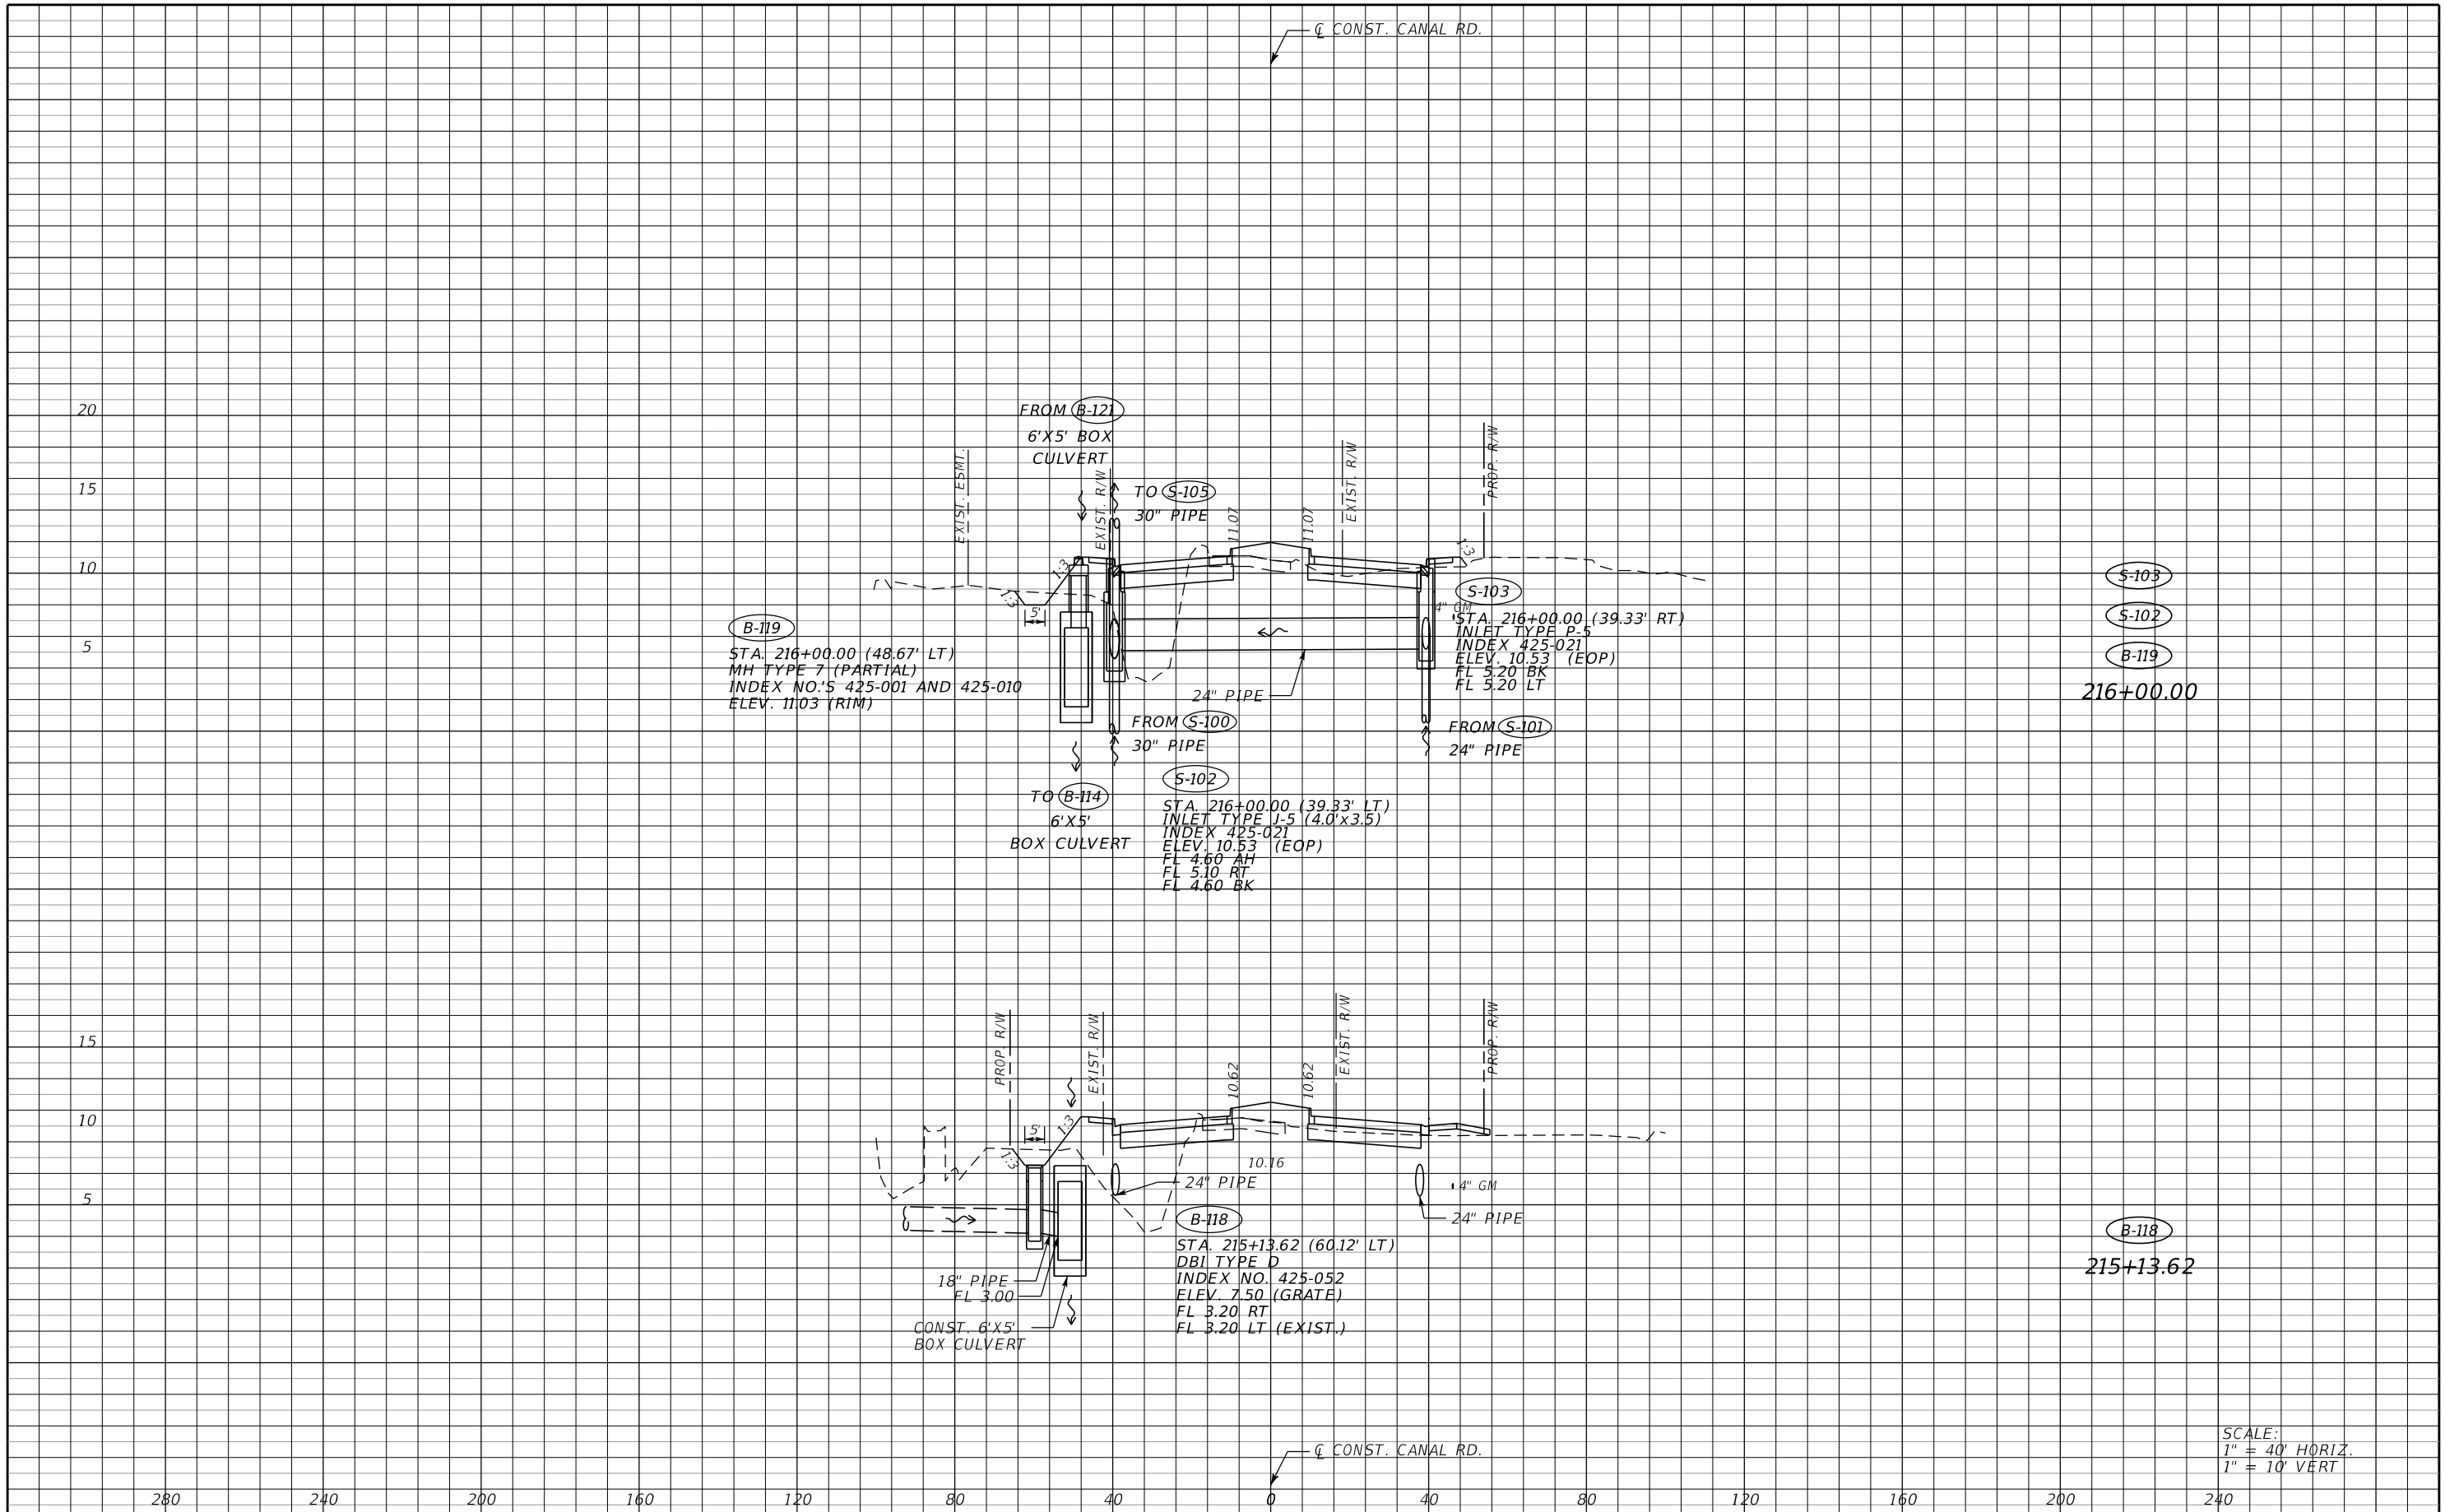 ℄ CONST. CANAL RD.
20
15
10
5
FROM B-121
6'X5' BOX
CULVERT
EXIST. ESMT.
EXIST. R/W
TO S-105
30" PIPE
11.07
11.07
EXIST. R/W
PROP. R/W
1:3
1:3
1:3
5'
B-119
STA. 216+00.00 (48.67' LT)
MH TYPE 7 (PARTIAL)
INDEX NO.'S 425-001 AND 425-010
ELEV. 11.03 (RIM)
24" PIPE
4" GM
S-103
STA. 216+00.00 (39.33' RT)
INLET TYPE P-5
INDEX 425-021
ELEV. 10.53 (EOP)
FL 5.20 BK
FL 5.20 LT
S-103
S-102
B-119
216+00.00
FROM S-100
30" PIPE
FROM S-101
24" PIPE
TO B-114
6'X5'
BOX CULVERT
S-102
STA. 216+00.00 (39.33' LT)
INLET TYPE J-5 (4.0'x3.5)
INDEX 425-021
ELEV. 10.53 (EOP)
FL 4.60 AH
FL 5.10 RT
FL 4.60 BK
15
10
5
PROP. R/W
EXIST. R/W
10.62
10.62
EXIST. R/W
PROP. R/W
5'
1:3
1:3
10.16
24" PIPE
4" GM
24" PIPE
B-118
STA. 215+13.62 (60.12' LT)
DBI TYPE D
INDEX NO. 425-052
ELEV. 7.50 (GRATE)
FL 3.20 RT
FL 3.20 LT (EXIST.)
18" PIPE
FL 3.00
CONST. 6'X5'
BOX CULVERT
B-118
215+13.62
℄ CONST. CANAL RD.
SCALE:
1" = 40' HORIZ.
1" = 10' VERT
280 240 200 160 120 80 40 0 40 80 120 160 200 240